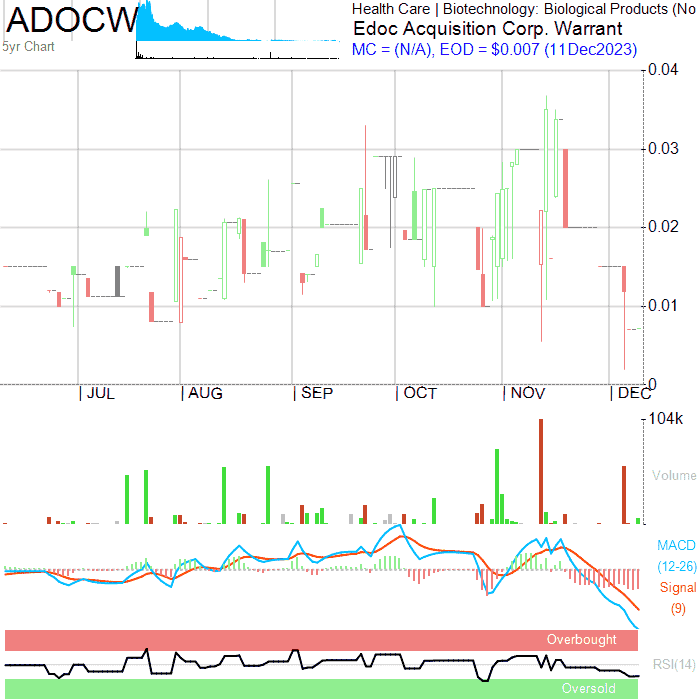 ADOCW
5yr Chart
Health Care | Biotechnology: Biological Products (No
Edoc Acquisition Corp. Warrant
MC = (N/A), EOD = $0.007 (11Dec2023)
0.04
0.03
0.02
0.01
0
| JUL | AUG | SEP | OCT | NOV | DEC
104k
Volume
MACD
(12-26)
Signal
(9)
Overbought
RSI(14)
Oversold